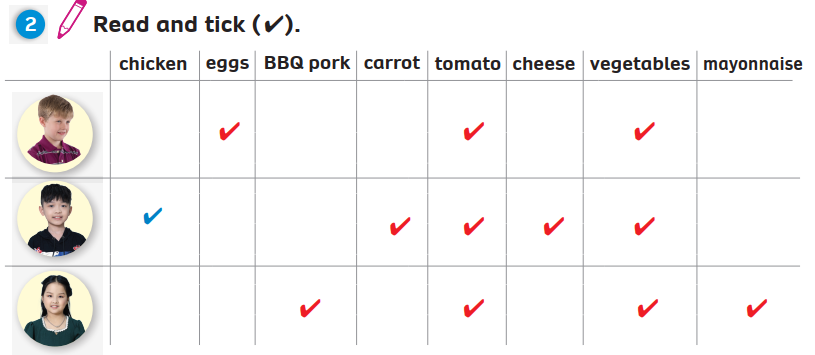 2 Read and tick (✔).
chicken eggs BBQ pork carrot tomato cheese vegetables mayonnaise
✔ ✔ ✔
✔ ✔ ✔ ✔ ✔
✔ ✔ ✔ ✔